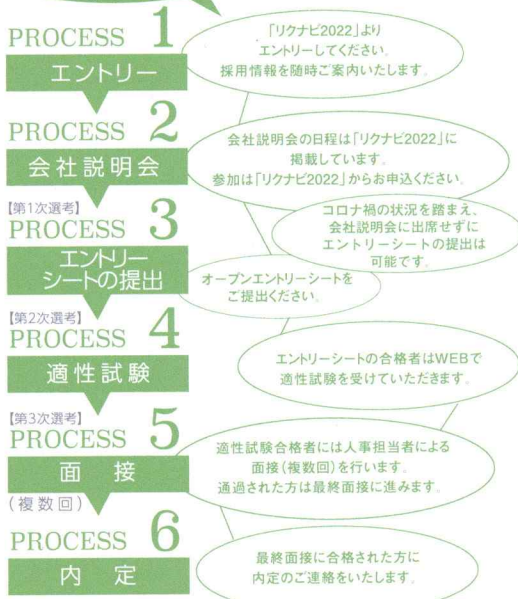 PROCESS 1
エントリー
「リクナビ2022」より
エントリーしてください。
採用情報を随時ご案内いたします。
PROCESS 2
会社説明会
会社説明会の日程は「リクナビ2022」に
掲載しています。
参加は「リクナビ2022」からお申込ください。
コロナ禍の状況を踏まえ、
会社説明会に出席せずに
エントリーシートの提出は
可能です。
【第1次選考】
PROCESS 3
エントリー
シートの提出
オープンエントリーシートを
ご提出ください。
【第2次選考】
PROCESS 4
適性試験
エントリーシートの合格者はWEBで
適性試験を受けていただきます。
【第3次選考】
PROCESS 5
面接
(複数回)
適性試験合格者には人事担当者による
面接(複数回)を行います。
通過された方は最終面接に進みます。
PROCESS 6
内定
最終面接に合格された方に
内定のご連絡をいたします。